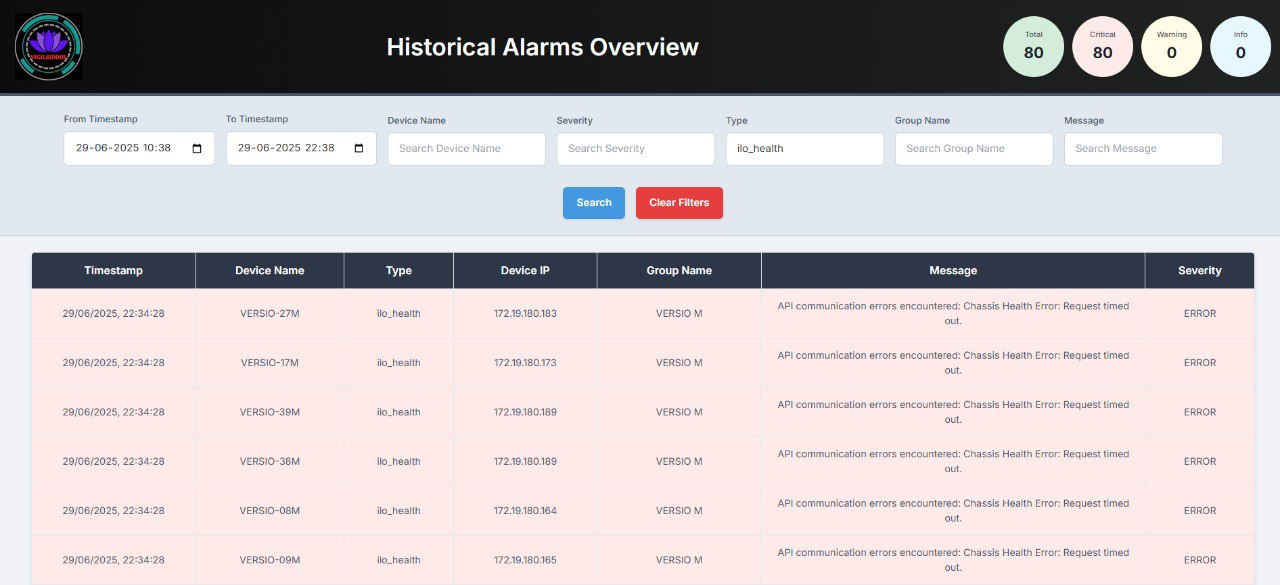 Historical Alarms Overview
Total
80
Critical
80
Warning
0
Info
0
From Timestamp
To Timestamp
Device Name
Severity
Type
Group Name
Message
29-06-2025 10:38
29-06-2025 22:38
Search Device Name
Search Severity
ilo_health
Search Group Name
Search Message
Search
Clear Filters
Timestamp Device Name Type Device IP Group Name Message Severity
29/06/2025, 22:34:28 VERSIO-27M ilo_health 172.19.180.183 VERSIO M API communication errors encountered: Chassis Health Error: Request timed
out.
ERROR
29/06/2025, 22:34:28 VERSIO-17M ilo_health 172.19.180.173 VERSIO M API communication errors encountered: Chassis Health Error: Request timed
out.
ERROR
29/06/2025, 22:34:28 VERSIO-39M ilo_health 172.19.180.189 VERSIO M API communication errors encountered: Chassis Health Error: Request timed
out.
ERROR
29/06/2025, 22:34:28 VERSIO-38M ilo_health 172.19.180.189 VERSIO M API communication errors encountered: Chassis Health Error: Request timed
out.
ERROR
29/06/2025, 22:34:28 VERSIO-08M ilo_health 172.19.180.164 VERSIO M API communication errors encountered: Chassis Health Error: Request timed
out.
ERROR
29/06/2025, 22:34:28 VERSIO-09M ilo_health 172.19.180.165 VERSIO M API communication errors encountered: Chassis Health Error: Request timed
out.
ERROR